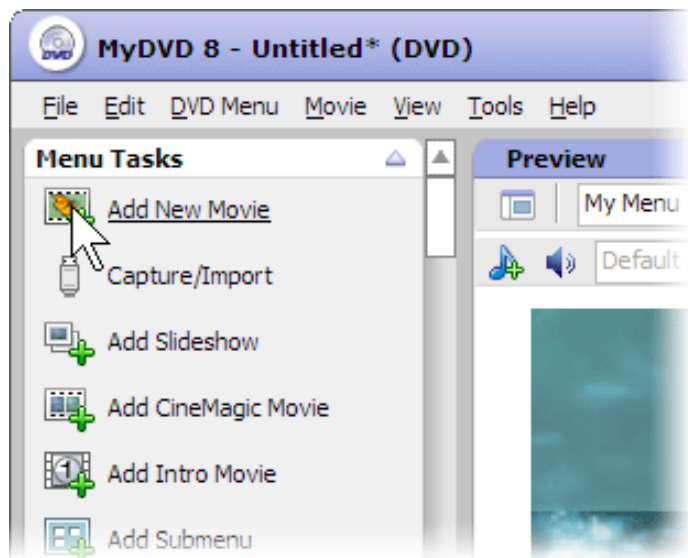 MyDVD 8 - Untitled* (DVD)
File Edit DVD Menu Movie View Tools Help
Menu Tasks
Add New Movie
Capture/Import
Add Slideshow
Add CineMagic Movie
Add Intro Movie
Add Submenu
Preview
My Menu
Default